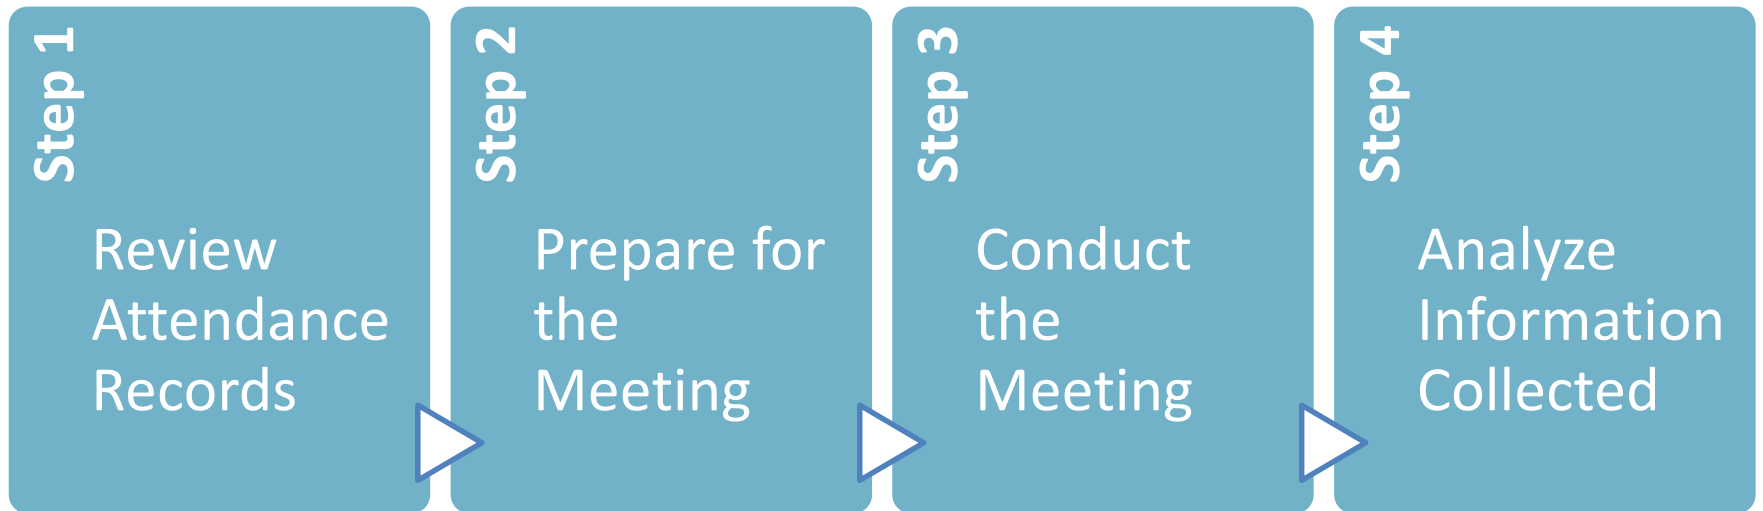 Step 1
Review
Attendance
Records
Step 2
Prepare for
the
Meeting
Step 3
Conduct
the
Meeting
Step 4
Analyze
Information
Collected